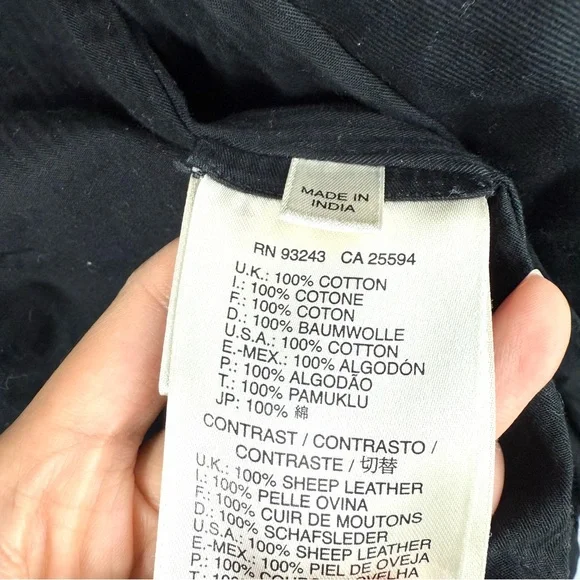 MADE IN
INDIA
RN 93243 CA 25594
U.K.: 100% COTTON
I.: 100% COTONE
F.: 100% COTON
D.: 100% BAUMWOLLE
U.S.A.: 100% COTTON
E.-MEX.: 100% ALGODÓN
P.: 100% ALGODÃO
T.: 100% PAMUKLU
JP: 100% 綿
CONTRAST / CONTRASTO /
CONTRASTE / 切替
U.K.: 100% SHEEP LEATHER
I.: 100% PELLE OVINA
F.: 100% CUIR DE MOUTONS
D.: 100% SCHAFSLEDER
U.S.A.: 100% SHEEP LEATHER
E.-MEX.: 100% PIEL DE OVEJA